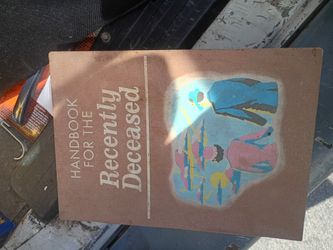 HANDBOOK
FOR THE
Recently
Deceased